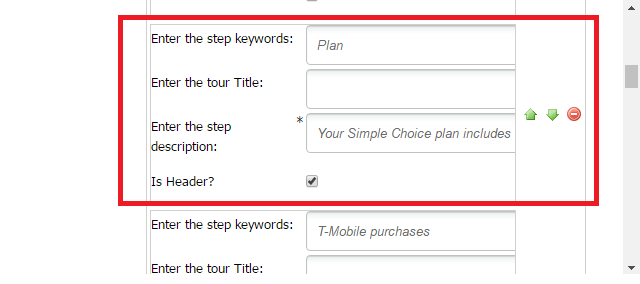 Enter the step keywords: Plan
Enter the tour Title:
* Enter the step
description: Your Simple Choice plan includes
Is Header?
Enter the step keywords: T-Mobile purchases
Enter the tour Title: